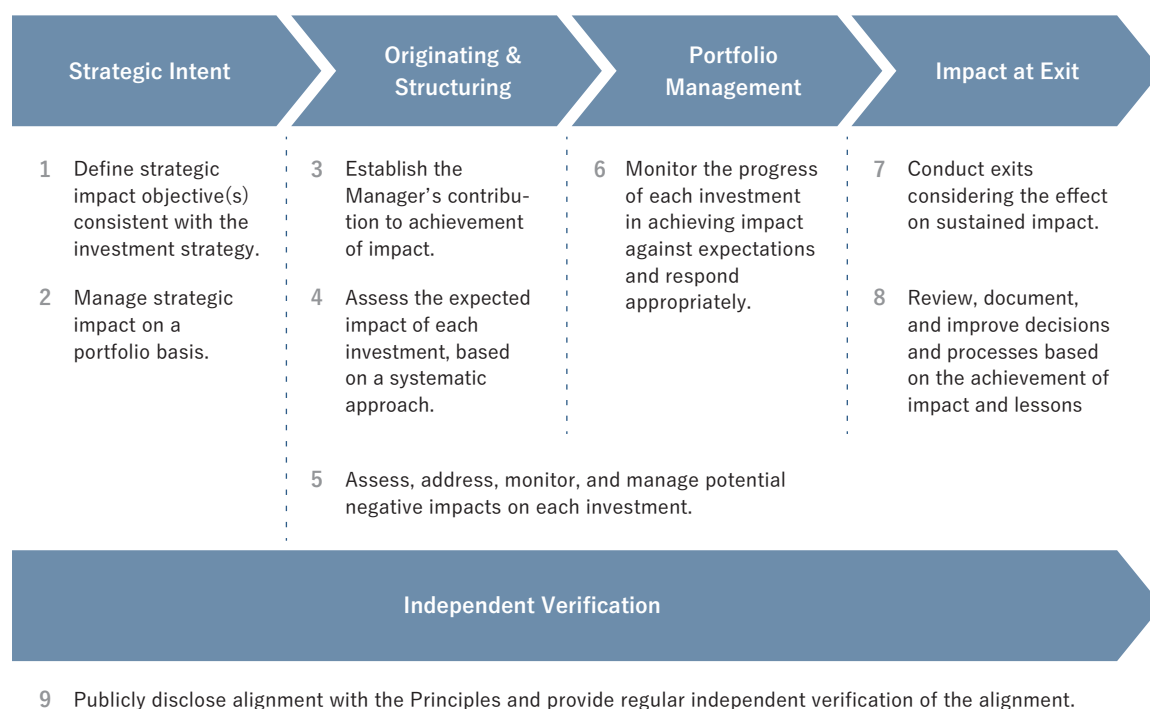 Strategic Intent
Originating &
Structuring
Portfolio
Management
Impact at Exit
1 Define strategic
impact objective(s)
consistent with the
investment strategy.
2 Manage strategic
impact on a
portfolio basis.
3 Establish the
Manager’s contribu-
tion to achievement
of impact.
4 Assess the expected
impact of each
investment, based
on a systematic
approach.
6 Monitor the progress
of each investment
in achieving impact
against expectations
and respond
appropriately.
7 Conduct exits
considering the effect
on sustained impact.
8 Review, document,
and improve decisions
and processes based
on the achievement of
impact and lessons
5 Assess, address, monitor, and manage potential
negative impacts on each investment.
Independent Verification
9 Publicly disclose alignment with the Principles and provide regular independent verification of the alignment.